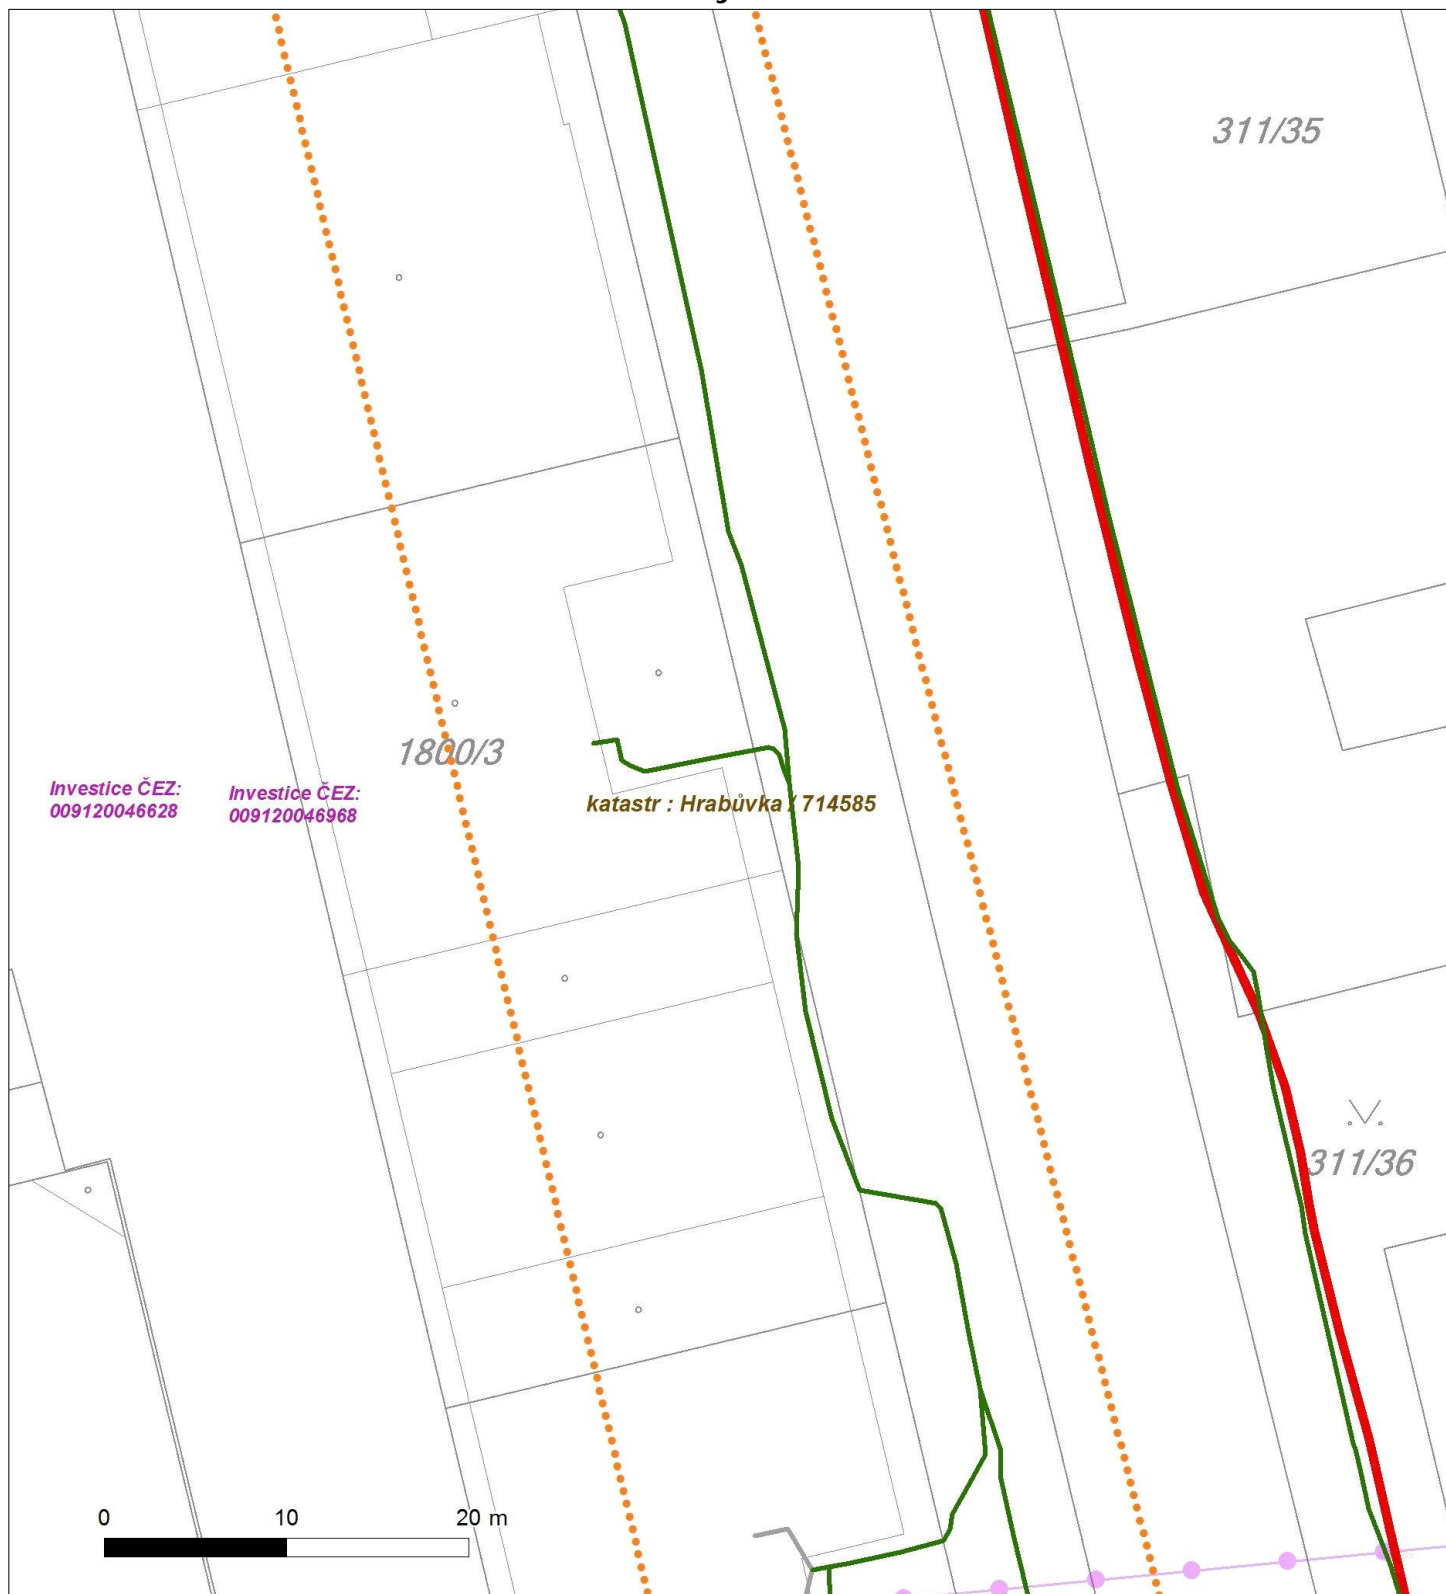 311/35
1800/3
Investice ČEZ:
009120046628
Investice ČEZ:
009120046968
katastr : Hrabůvka / 714585
311/36
0 10 20 m